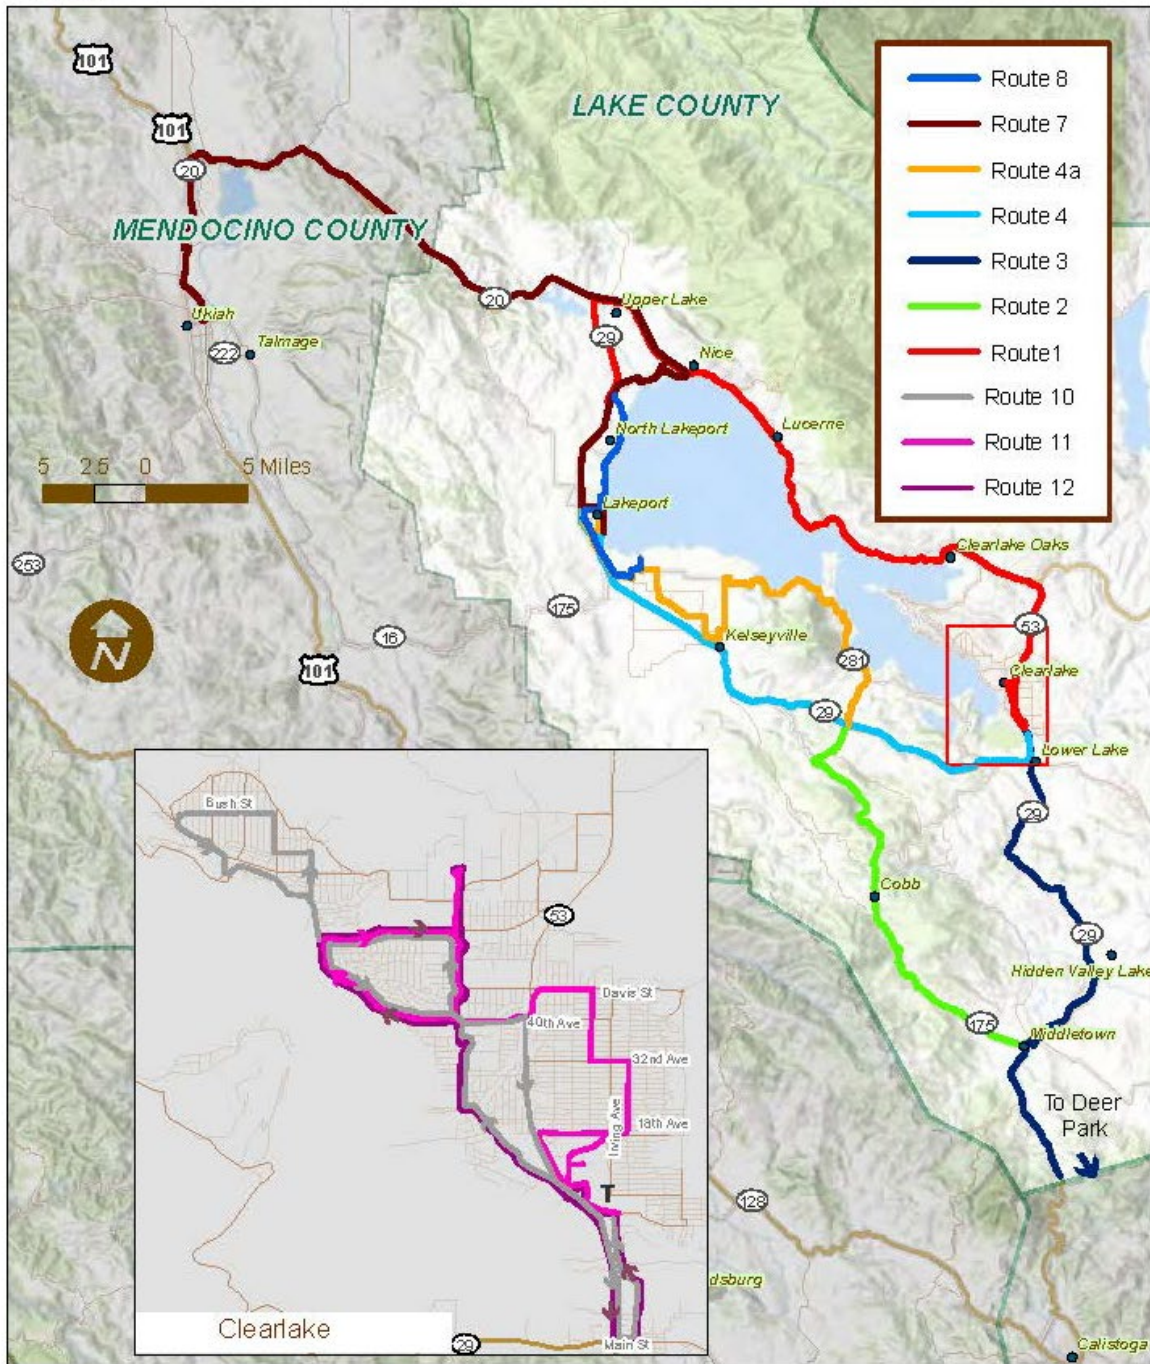 101
LAKE COUNTY
Route 8
Route 7
Route 4a
Route 4
Route 3
Route 2
Route1
Route 10
Route 11
Route 12
101
20
MENDOCINO COUNTY
20
Upper Lake
Ukiah
29
Talmage
222
Nice
Lucerne
North Lakeport
5 2.5 0 5 Miles
Lakeport
Clearlake Oaks
253
175
53
16
N
Kelseyville
101
281
Clearlake
29
Lower Lake
29
Cobb
29
Hidden Valley Lake
175
Middletown
To Deer
Park
128
dsburg
Calistoga
Bush St
53
Davis St
40th Ave
32nd Ave
18th Ave
Irving Ave
T
Clearlake
29
Main St